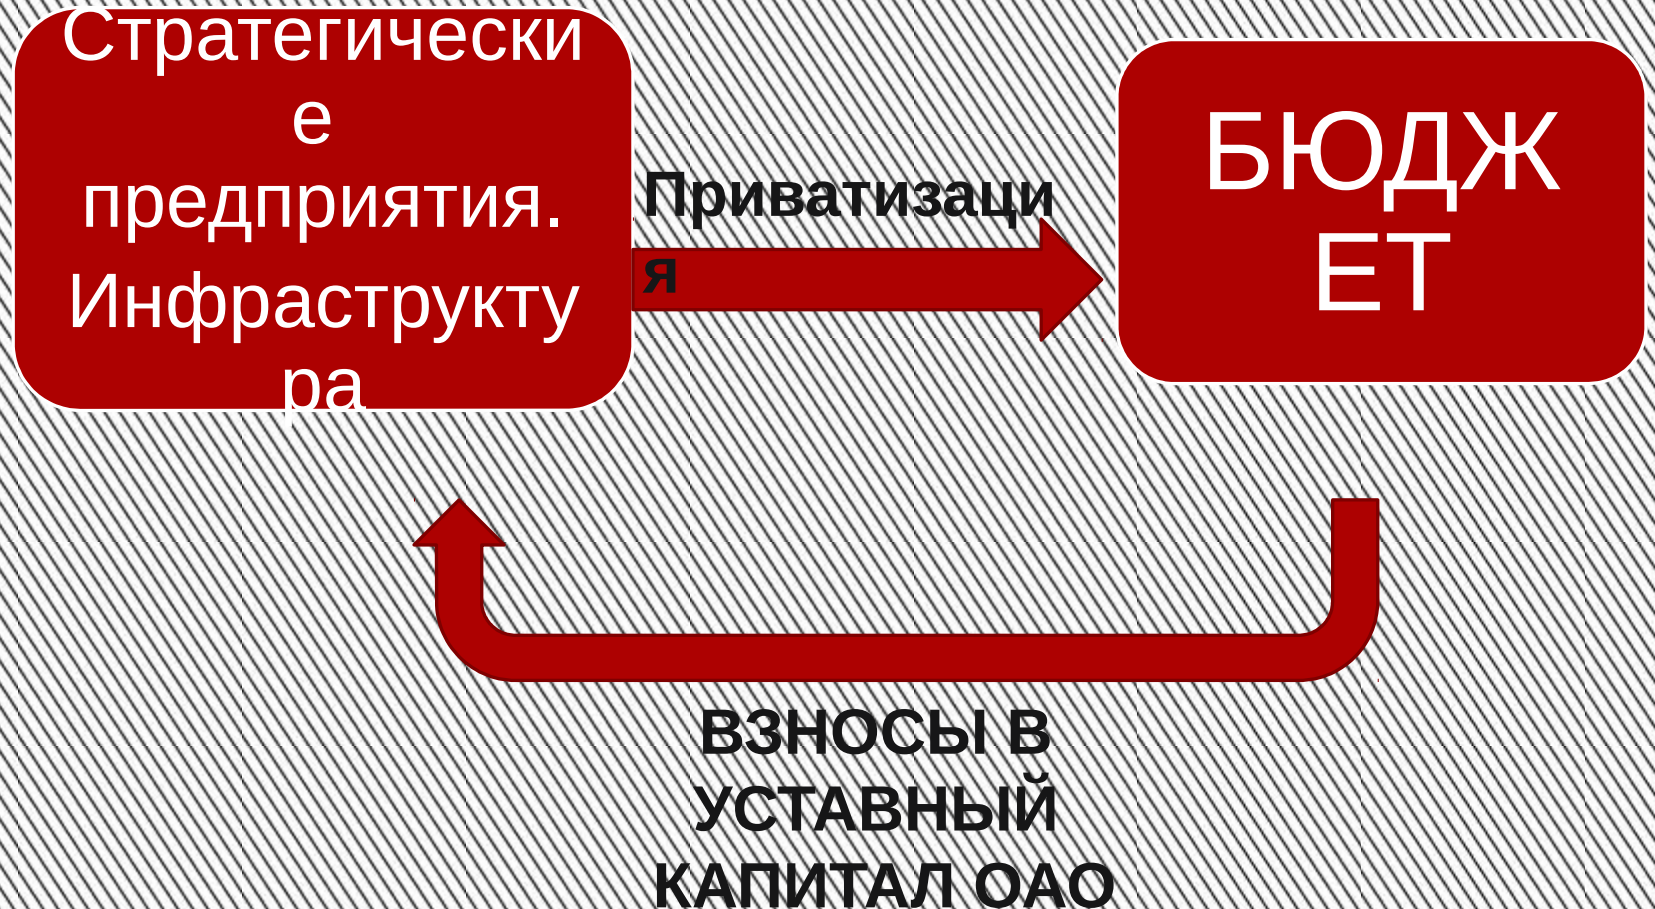 Стратегически
е
предприятия.
Инфраструкту
ра
Приватизаци
я
БЮДЖ
ЕТ
ВЗНОСЫ В
УСТАВНЫЙ
КАПИТАЛ ОАО